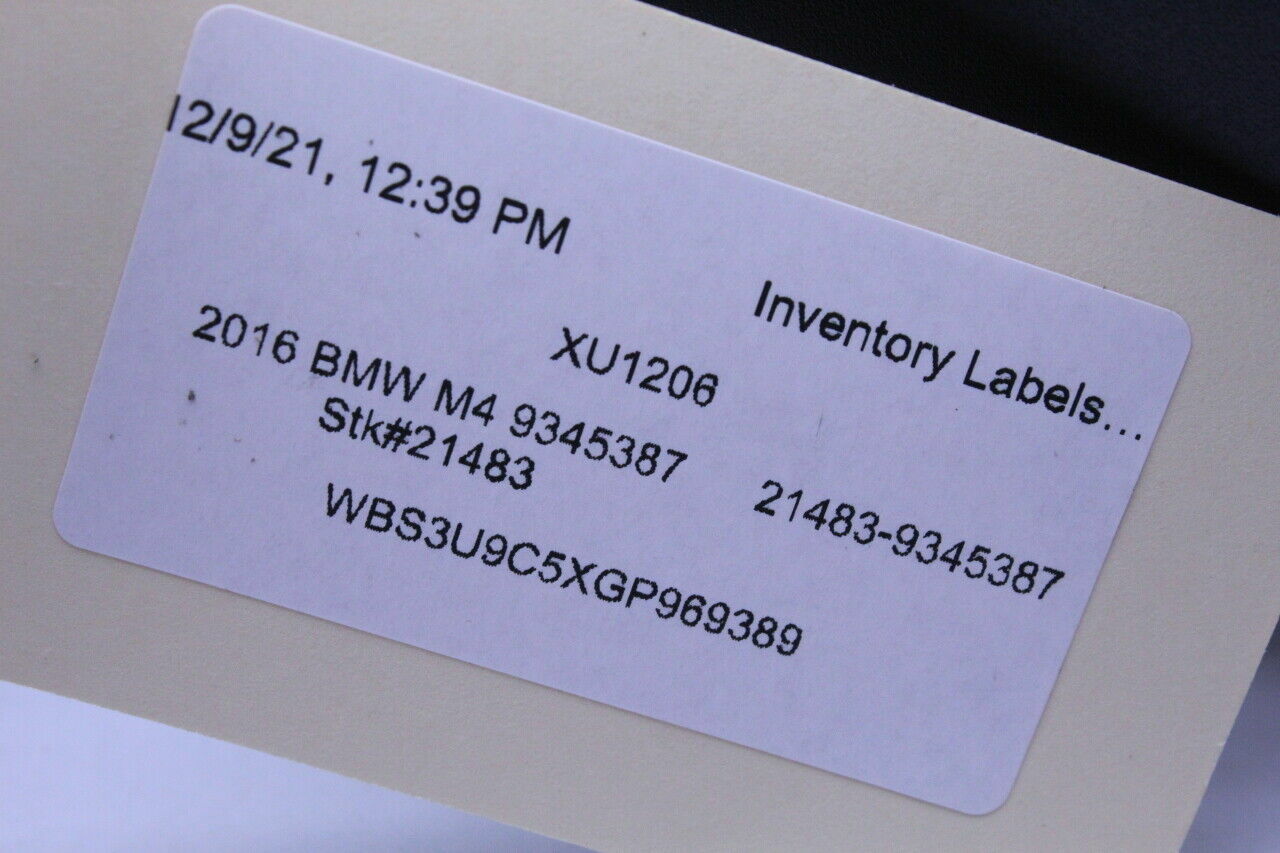 12/9/21, 12:39 PM
Inventory Labels...
XU1206
2016 BMW M4 9345387
Stk#21483
21483-9345387
WBS3U9C5XGP969389